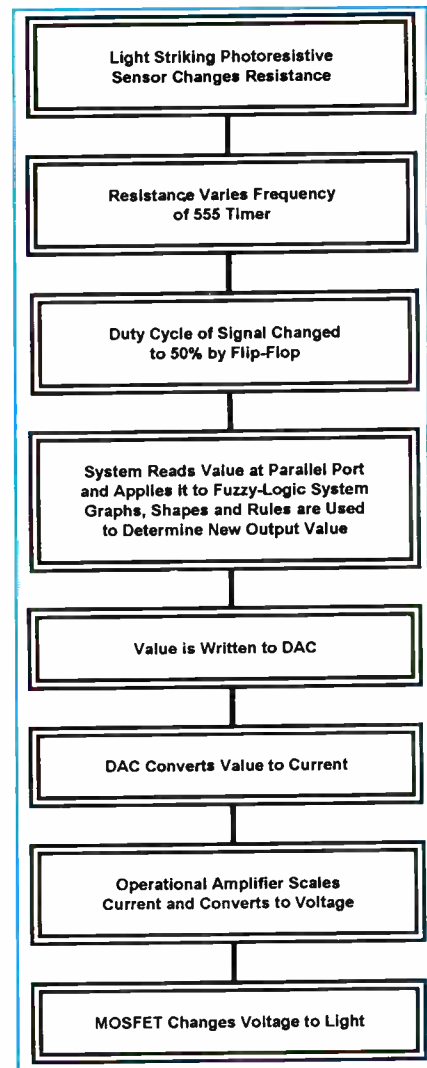 Light Striking Photoresistive
Sensor Changes Resistance
Resistance Varies Frequency
of 555 Timer
Duty Cycle of Signal Changed
to 50% by Flip-Flop
System Reads Value at Parallel Port
and Applies it to Fuzzy-Logic System
Graphs, Shapes and Rules are Used
to Determine New Output Value
Value is Written to DAC
DAC Converts Value to Current
Operational Amplifier Scales
Current and Converts to Voltage
MOSFET Changes Voltage to Light